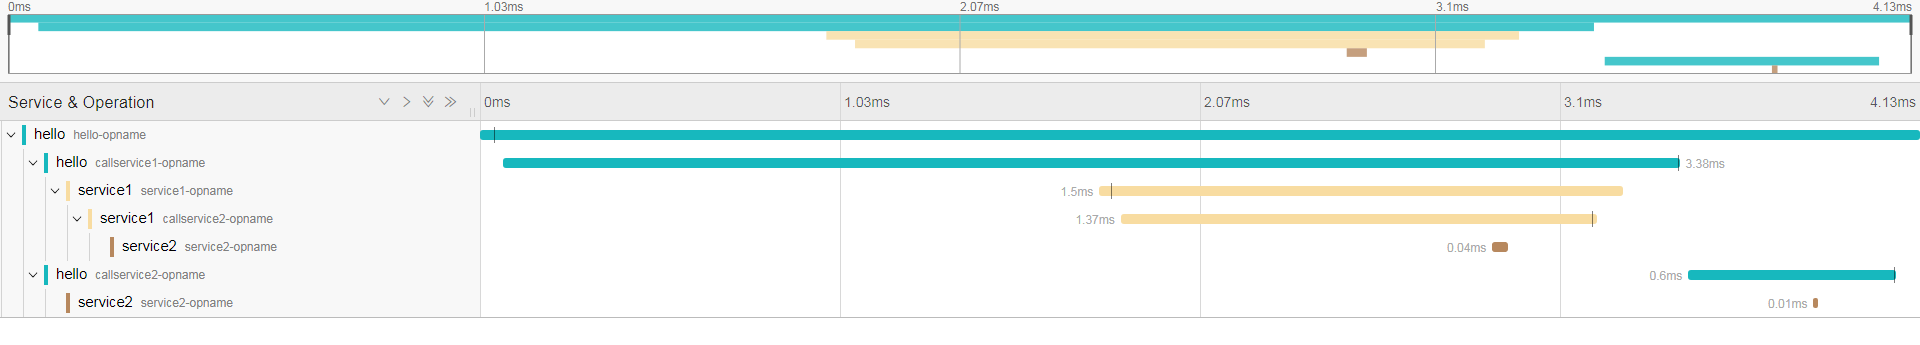 0ms 1.03ms 2.07ms 3.1ms 4.13ms
Service & Operation 0ms 1.03ms 2.07ms 3.1ms 4.13ms
hello hello-opname
hello callservice1-opname 3.38ms
service1 service1-opname 1.5ms
service1 callservice2-opname 1.37ms
service2 service2-opname 0.04ms
hello callservice2-opname 0.6ms
service2 service2-opname 0.01ms